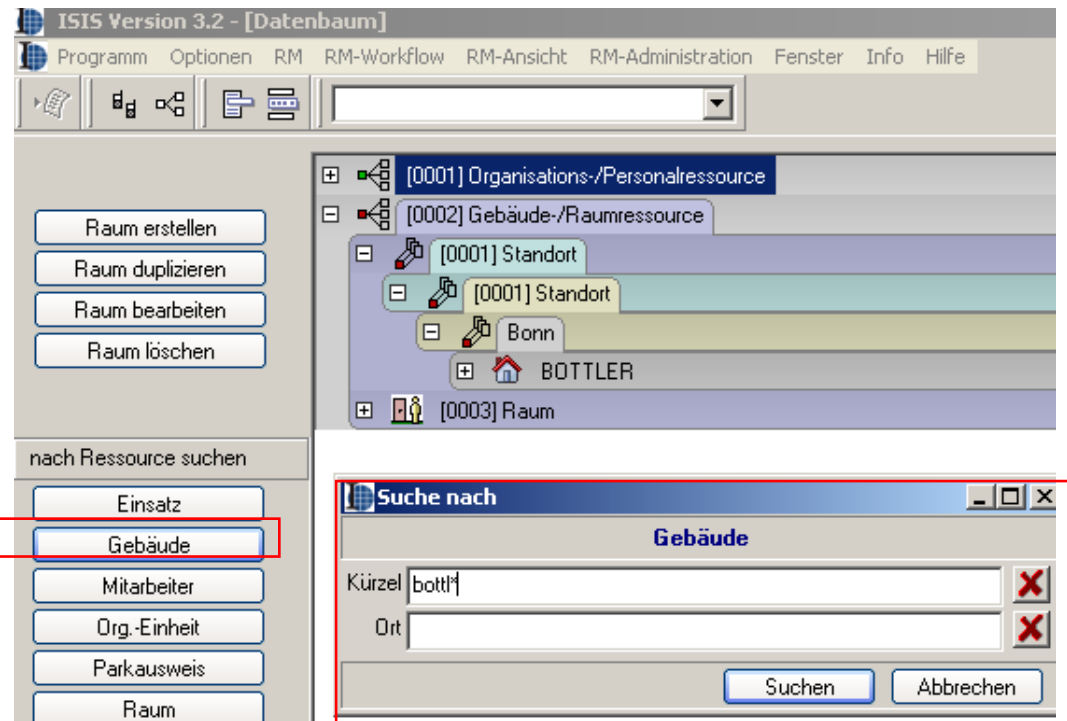 ISIS Version 3.2 - [Datenbaum]
Programm Optionen RM RM-Workflow RM-Ansicht RM-Administration Fenster Info Hilfe
[0001] Organisations-/Personalressource
[0002] Gebäude-/Raumressource
[0001] Standort
[0001] Standort
Bonn
BOTTLER
[0003] Raum
Raum erstellen
Raum duplizieren
Raum bearbeiten
Raum löschen
nach Ressource suchen
Einsatz
Gebäude
Mitarbeiter
Org.-Einheit
Parkausweis
Raum
Suche nach
Gebäude
Kürzel bottl*
Ort
Suchen Abbrechen